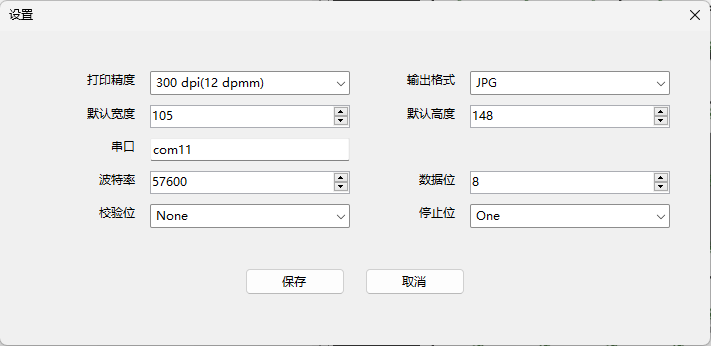 设置
打印精度 300 dpi(12 dpmm) 输出格式 JPG
默认宽度 105 默认高度 148
串口 com11
波特率 57600 数据位 8
校验位 None 停止位 One
保存 取消